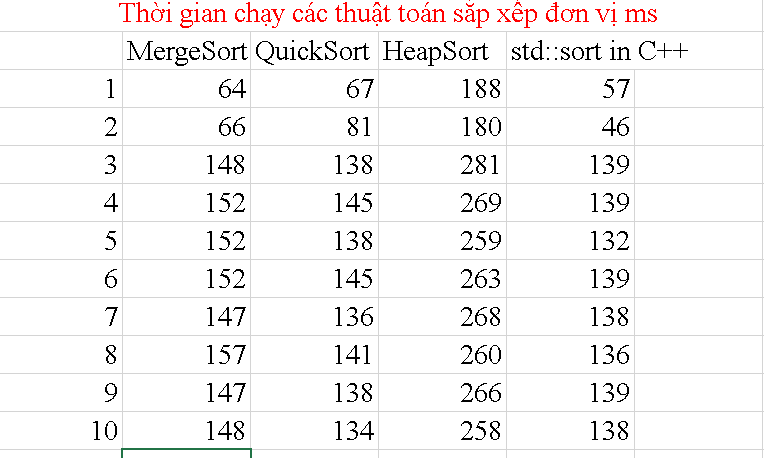 Thời gian chạy các thuật toán sắp xếp đơn vị ms
MergeSort QuickSort HeapSort std::sort in C++
1 64 67 188 57
2 66 81 180 46
3 148 138 281 139
4 152 145 269 139
5 152 138 259 132
6 152 145 263 139
7 147 136 268 138
8 157 141 260 136
9 147 138 266 139
10 148 134 258 138